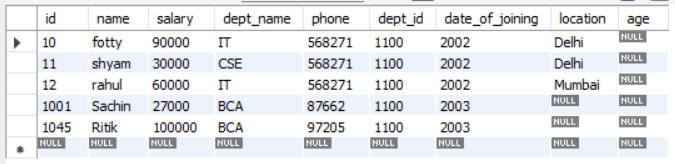 id name salary dept_name phone dept_id date_of_joining location age
10 fotty 90000 IT 568271 1100 2002 Delhi NULL
11 shyam 30000 CSE 568271 1100 2002 Delhi NULL
12 rahul 60000 IT 568271 1100 2002 Mumbai NULL
1001 Sachin 27000 BCA 87662 1100 2003 NULL NULL
1045 Ritik 100000 BCA 97205 1100 2003 NULL NULL
NULL NULL NULL NULL NULL NULL NULL NULL NULL